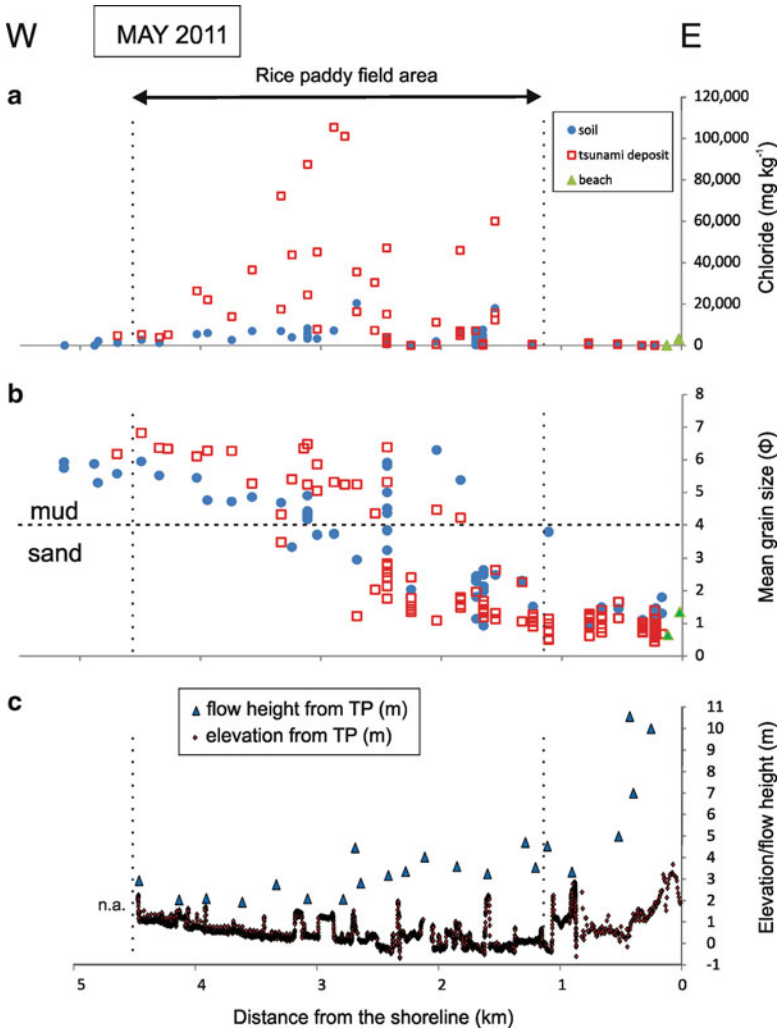 W
MAY 2011
E
Rice paddy field area
a
soil
tsunami deposit
beach
120,000
100,000
80,000
60,000
40,000
20,000
0
Chloride (mg kg⁻¹)
b
mud
sand
8
7
6
5
4
3
2
1
0
Mean grain size (Φ)
c
flow height from TP (m)
elevation from TP (m)
n.a.
11
10
9
8
7
6
5
4
3
2
1
0
-1
Elevation/flow height (m)
5 4 3 2 1 0
Distance from the shoreline (km)